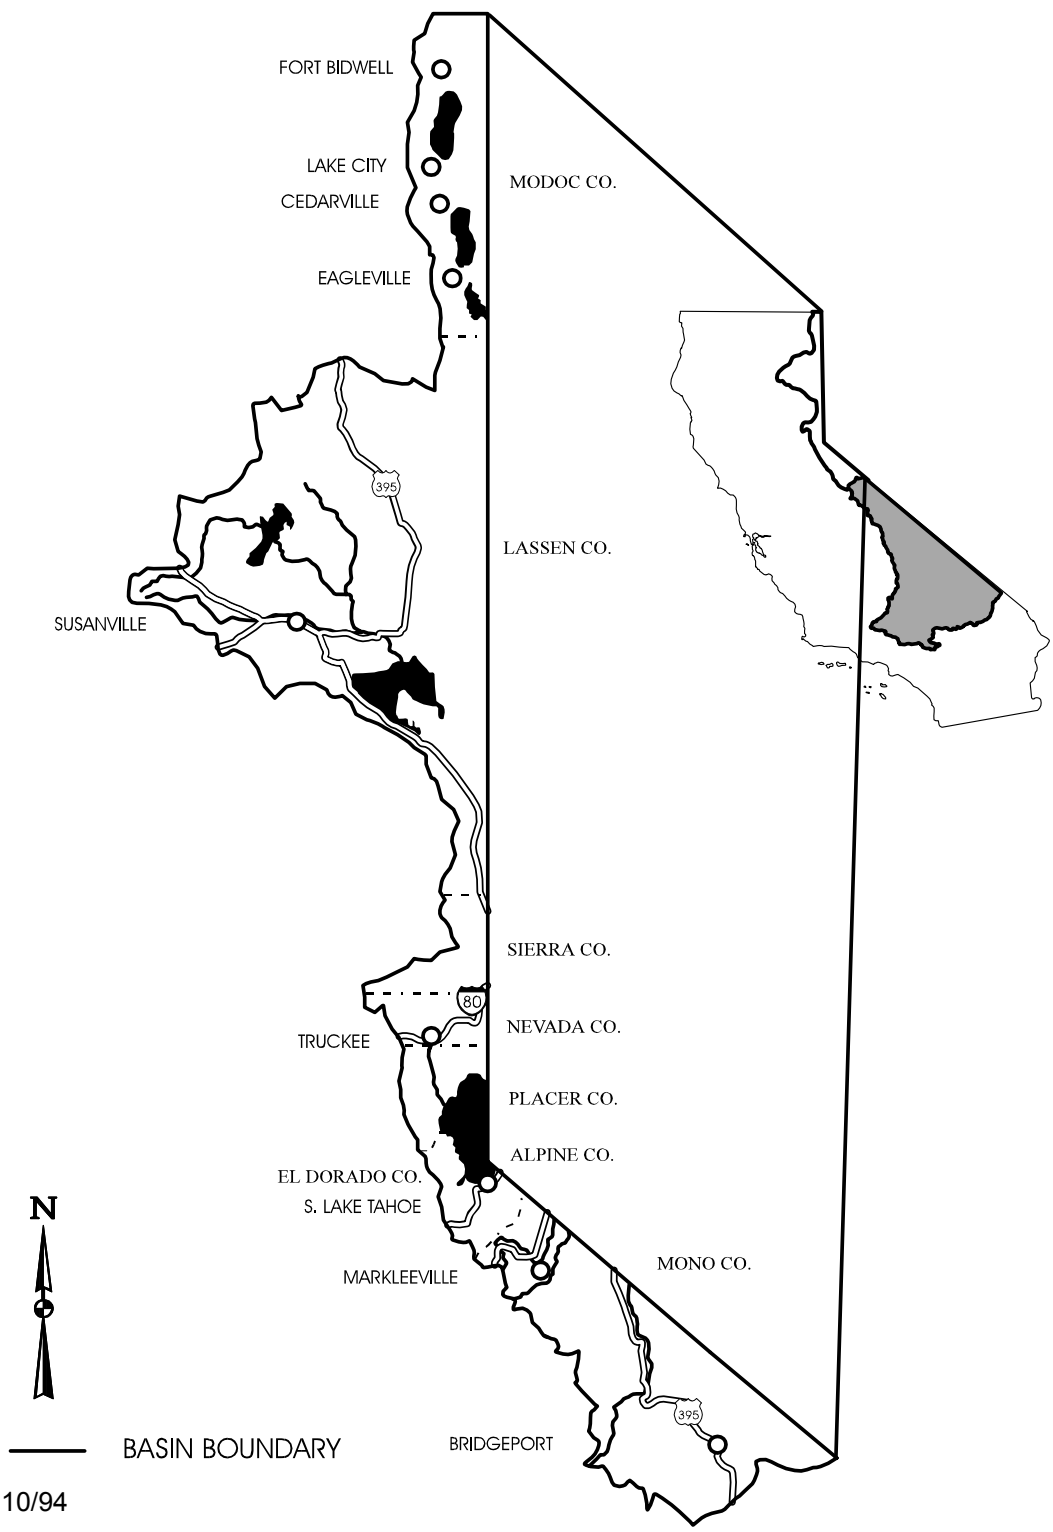 FORT BIDWELL
LAKE CITY
MODOC CO.
CEDARVILLE
EAGLEVILLE
395
LASSEN CO.
SUSANVILLE
SIERRA CO.
80
NEVADA CO.
TRUCKEE
PLACER CO.
ALPINE CO.
EL DORADO CO.
S. LAKE TAHOE
N
MONO CO.
MARKLEEVILLE
395
BRIDGEPORT
BASIN BOUNDARY
10/94